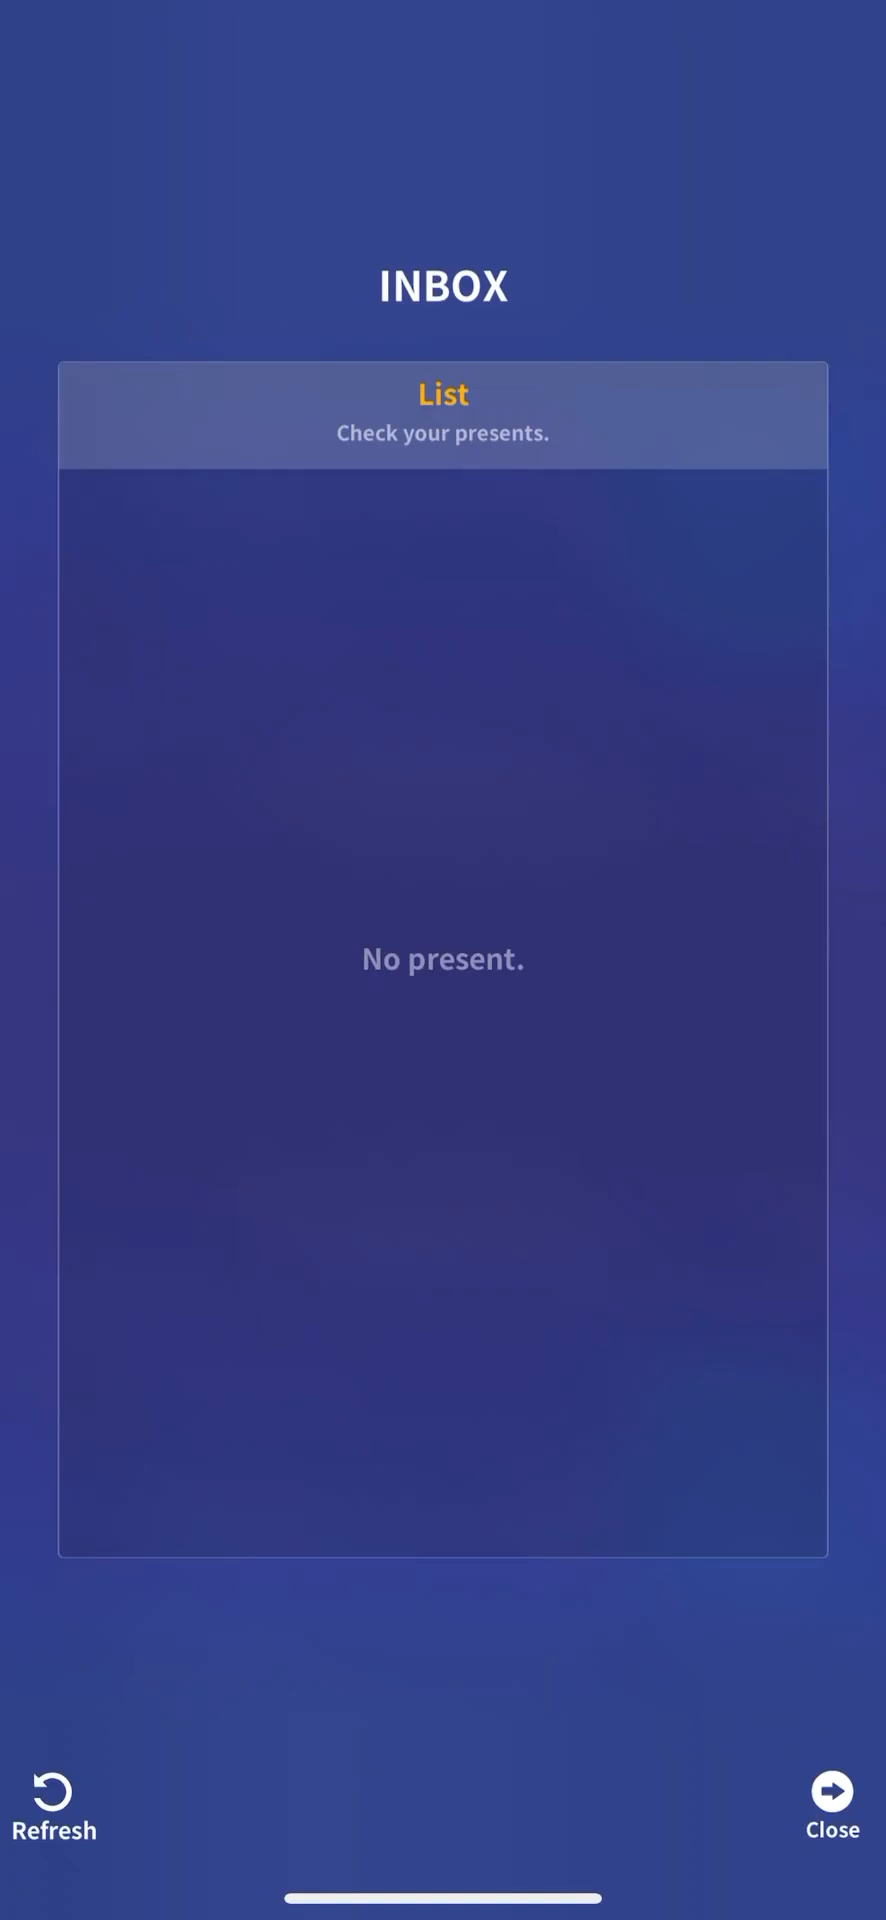 INBOX
List
Check your presents.
No present.
Refresh
Close